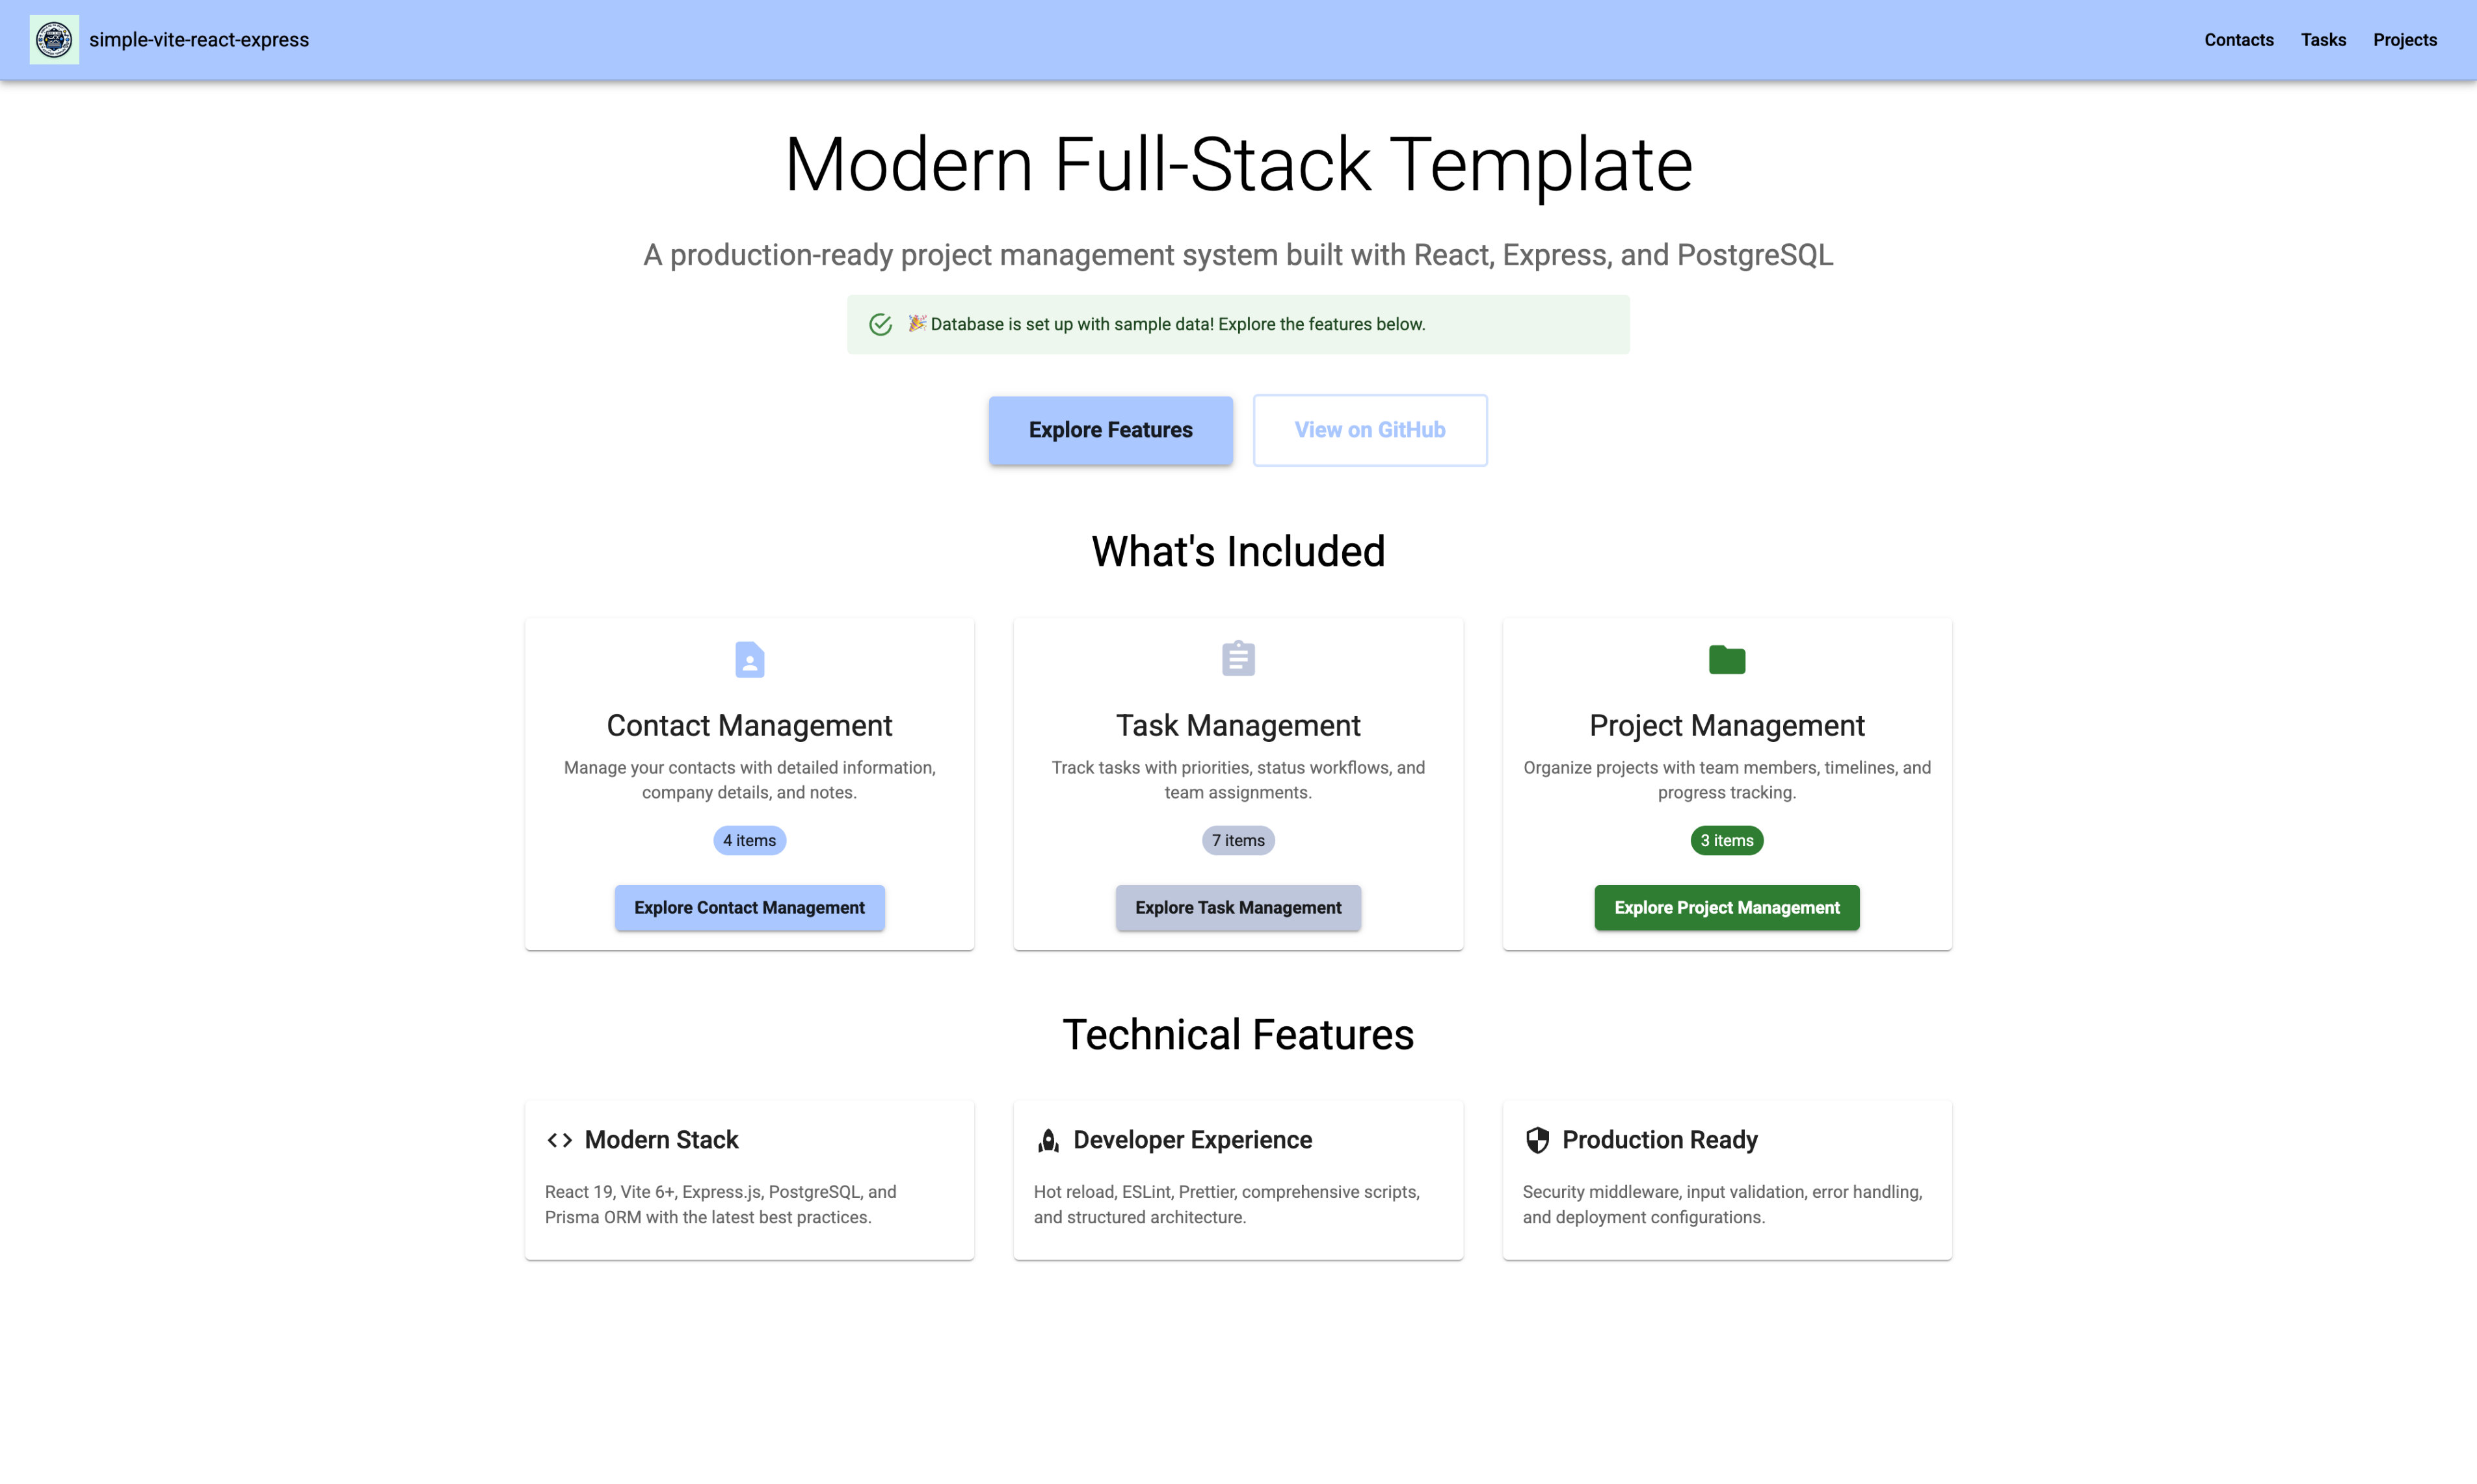 simple-vite-react-express
Contacts Tasks Projects
Modern Full-Stack Template
A production-ready project management system built with React, Express, and PostgreSQL
🎉 Database is set up with sample data! Explore the features below.
Explore Features
View on GitHub
What's Included
Contact Management
Manage your contacts with detailed information,
company details, and notes.
4 items
Explore Contact Management
Task Management
Track tasks with priorities, status workflows, and
team assignments.
7 items
Explore Task Management
Project Management
Organize projects with team members, timelines, and
progress tracking.
3 items
Explore Project Management
Technical Features
Modern Stack
React 19, Vite 6+, Express.js, PostgreSQL, and
Prisma ORM with the latest best practices.
Developer Experience
Hot reload, ESLint, Prettier, comprehensive scripts,
and structured architecture.
Production Ready
Security middleware, input validation, error handling,
and deployment configurations.